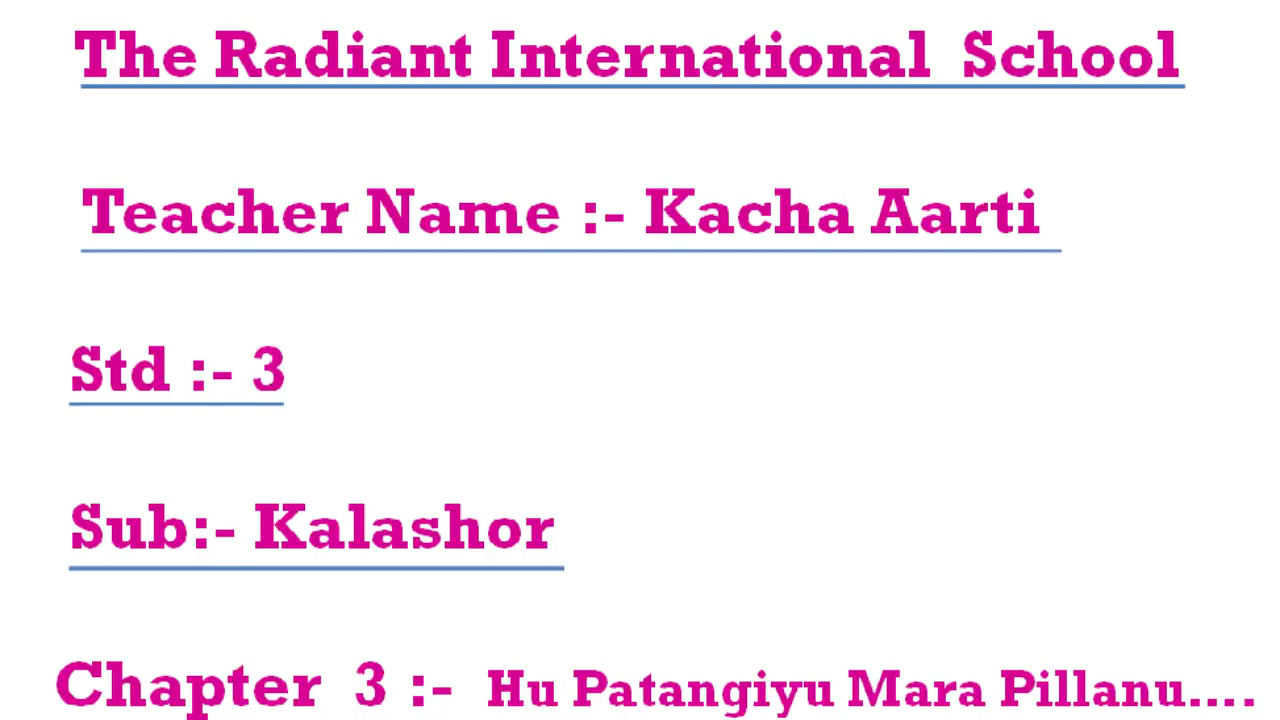 The Radiant International School
Teacher Name :- Kacha Aarti
Std :- 3
Sub:- Kalashor
Chapter 3 :- Hu Patangiyu Mara Pillanu....